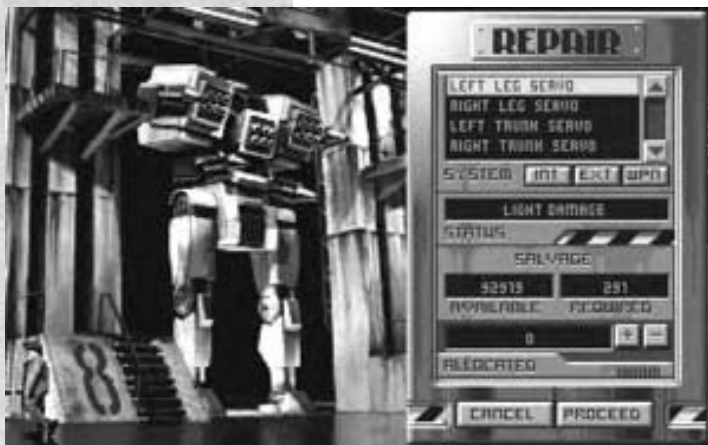 REPAIR
LEFT LEG SERVO
RIGHT LEG SERVO
LEFT TRUNK SERVO
RIGHT TRUNK SERVO
SYSTEM INT EXT WPN
LIGHT DAMAGE
STATUS
SALVAGE
92979 291
AVAILABLE REQUIRED
0 + -
ALLOCATED
8
CANCEL PROCEED